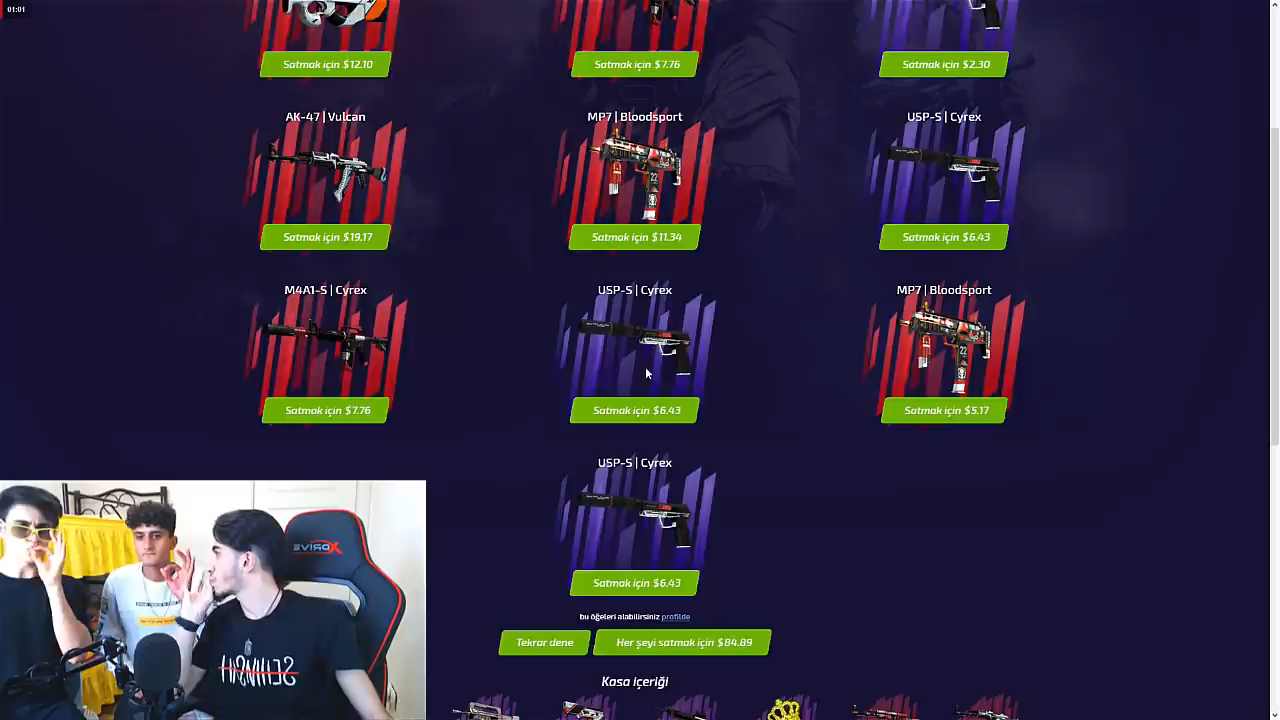 01:01
Satmak için $12.10
Satmak için $7.76
Satmak için $2.30
AK-47 | Vulcan
MP7 | Bloodsport
USP-S | Cyrex
Satmak için $19.17
Satmak için $11.34
Satmak için $6.43
M4A1-S | Cyrex
USP-S | Cyrex
MP7 | Bloodsport
Satmak için $7.76
Satmak için $6.43
Satmak için $5.17
USP-S | Cyrex
Satmak için $6.43
bu öğeleri alabilirsiniz profilde
Tekrar dene
Her şeyi satmak için $84.89
Kasa içeriği
XDRIVE